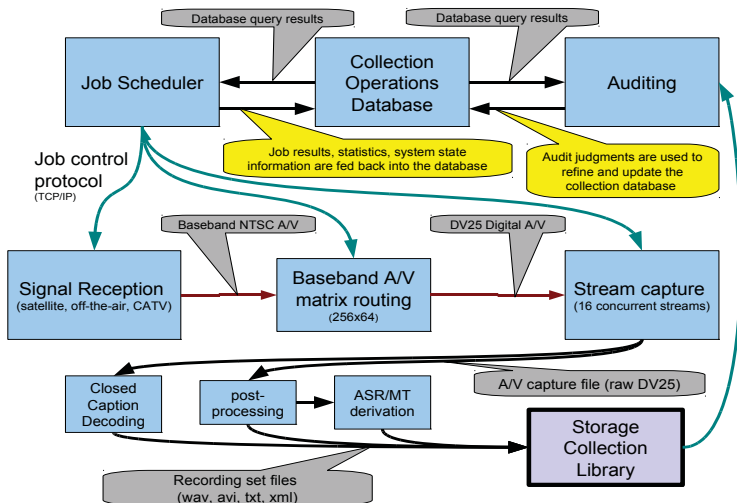 Database query results
Database query results
Job Scheduler
Collection
Operations
Database
Auditing
Job results, statistics, system state
information are fed back into the database
Audit judgments are used to
refine and update the
collection database
Job control
protocol
(TCP/IP)
Baseband NTSC A/V
DV25 Digital A/V
Signal Reception
(satellite, off-the-air, CATV)
Baseband A/V
matrix routing
(256x64)
Stream capture
(16 concurrent streams)
A/V capture file (raw DV25)
Closed
Caption
Decoding
post-
processing
ASR/MT
derivation
Storage
Collection
Library
Recording set files
(wav, avi, txt, xml)